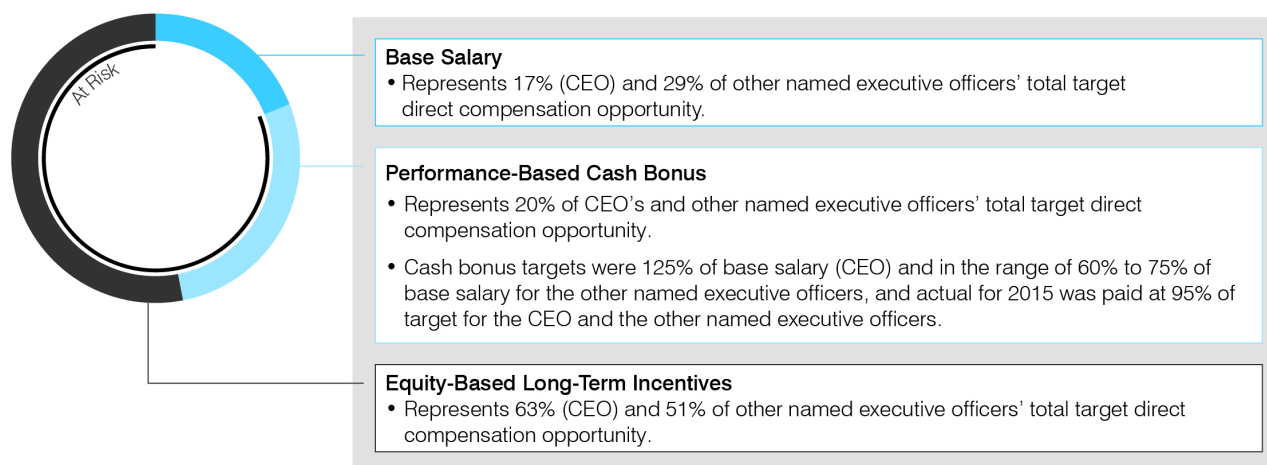 At Risk
Base Salary
• Represents 17% (CEO) and 29% of other named executive officers’ total target
direct compensation opportunity.
Performance-Based Cash Bonus
• Represents 20% of CEO’s and other named executive officers’ total target direct
compensation opportunity.
• Cash bonus targets were 125% of base salary (CEO) and in the range of 60% to 75% of
base salary for the other named executive officers, and actual for 2015 was paid at 95% of
target for the CEO and the other named executive officers.
Equity-Based Long-Term Incentives
• Represents 63% (CEO) and 51% of other named executive officers’ total target direct
compensation opportunity.